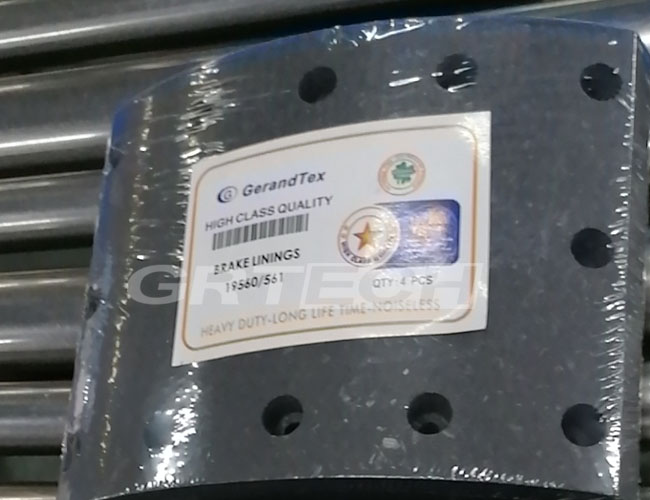 GerandTex
HIGH CLASS QUALITY
BRAKE LININGS
19560/561
QTY: 4 PCS
HEAVY DUTY-LONG LIFE TIME-NOISELESS
GRTECH